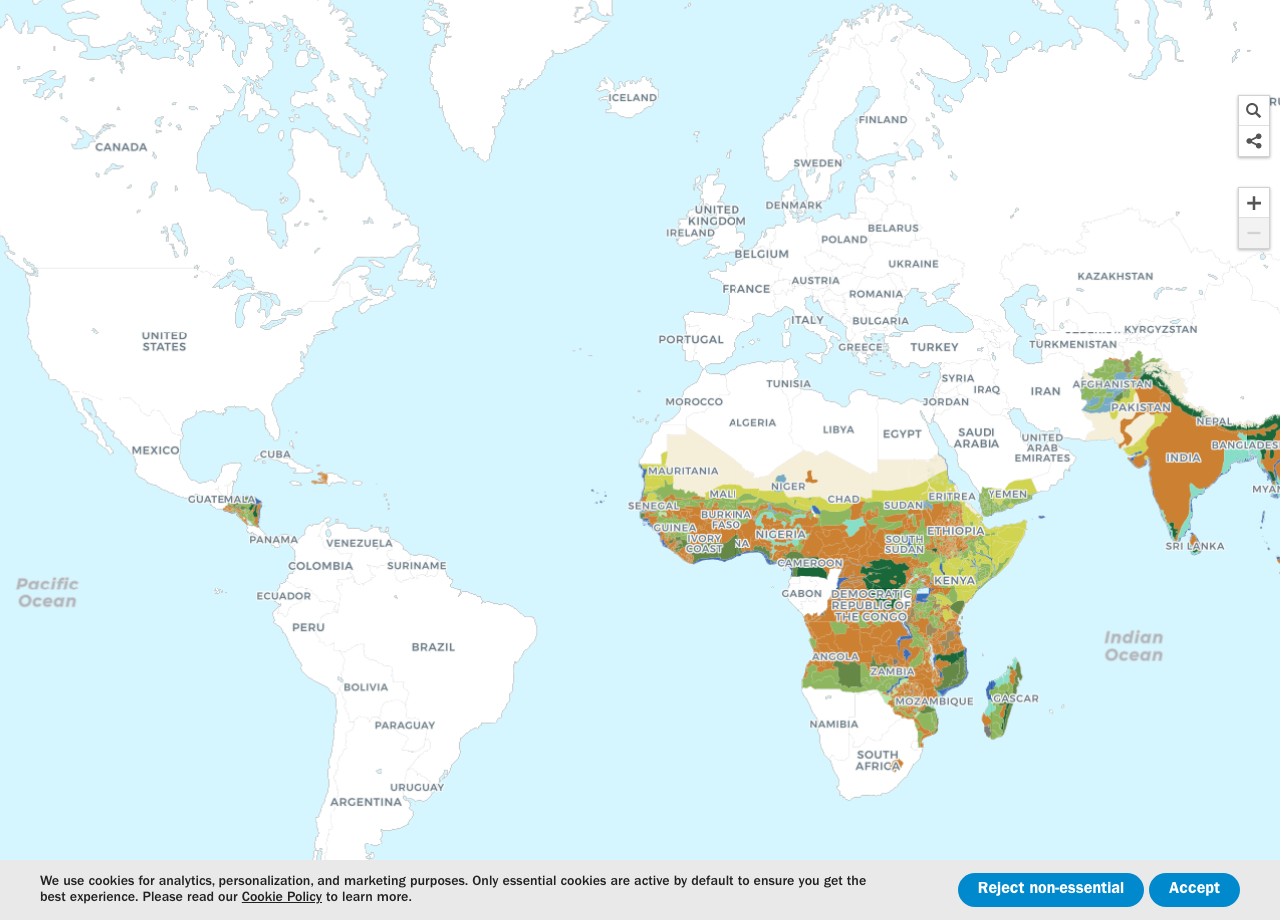 ICELAND
FINLAND
CANADA
SWEDEN
DENMARK
UNITED
KINGDOM
IRELAND
BELARUS
POLAND
BELGIUM
UKRAINE
KAZAKHSTAN
AUSTRIA
FRANCE
ROMANIA
ITALY
BULGARIA
KYRGYZSTAN
UNITED
STATES
PORTUGAL
GREECE
TURKEY
TURKMENISTAN
SYRIA
TUNISIA
IRAQ
IRAN
AFGHANISTAN
MOROCCO
JORDAN
PAKISTAN
ALGERIA
LIBYA
EGYPT
SAUDI
ARABIA
NEPAL
UNITED
ARAB
EMIRATES
BANGLADESH
MEXICO
CUBA
INDIA
MAURITANIA
NIGER
MALI
CHAD
ERITREA
YEMEN
GUATEMALA
SENEGAL
SUDAN
BURKINA
FASO
GUINEA
NIGERIA
ETHIOPIA
IVORY
COAST
SOUTH
SUDAN
PANAMA
VENEZUELA
SRI LANKA
COLOMBIA
SURINAME
CAMEROON
KENYA
Pacific
Ocean
ECUADOR
GABON
DEMOCRATIC
REPUBLIC OF
THE CONGO
PERU
BRAZIL
Indian
Ocean
ANGOLA
ZAMBIA
BOLIVIA
MOZAMBIQUE
GASCAR
PARAGUAY
NAMIBIA
SOUTH
AFRICA
URUGUAY
ARGENTINA
We use cookies for analytics, personalization, and marketing purposes. Only essential cookies are active by default to ensure you get the
best experience. Please read our Cookie Policy to learn more.
Reject non-essential
Accept